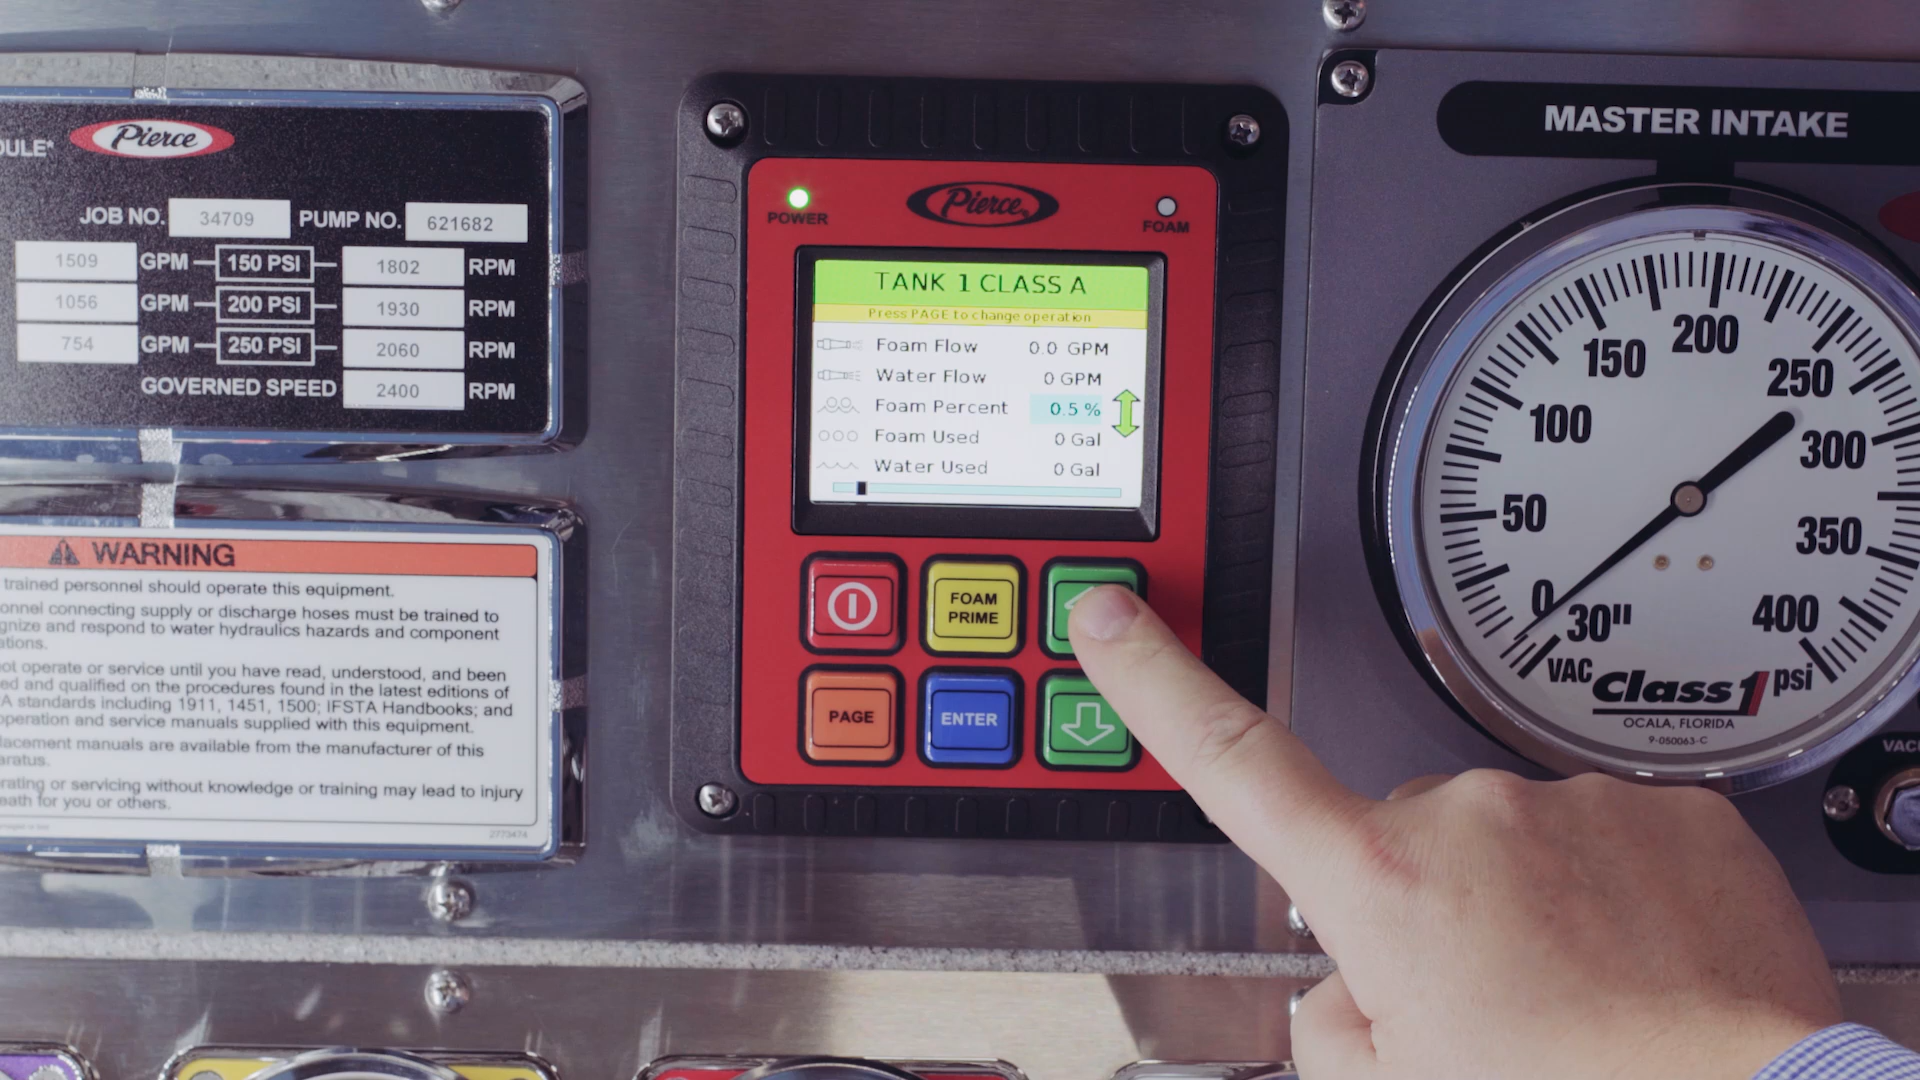 DULE*
Pierce
JOB NO. 34709 PUMP NO. 621682
1509 GPM 150 PSI 1802 RPM
1056 GPM 200 PSI 1930 RPM
754 GPM 250 PSI 2060 RPM
GOVERNED SPEED 2400 RPM
WARNING
trained personnel should operate this equipment.
onnel connecting supply or discharge hoses must be trained to
gnize and respond to water hydraulics hazards and component
ations.
ot operate or service until you have read, understood, and been
ed and qualified on the procedures found in the latest editions of
A standards including 1911, 1451, 1500; IFSTA Handbooks; and
operation and service manuals supplied with this equipment.
lacement manuals are available from the manufacturer of this
aratus.
rating or servicing without knowledge or training may lead to injury
eath for you or others.
2773474
POWER
Pierce
FOAM
TANK 1 CLASS A
Press PAGE to change operation
Foam Flow 0.0 GPM
Water Flow 0 GPM
Foam Percent 0.5 %
Foam Used 0 Gal
Water Used 0 Gal
FOAM
PRIME
PAGE
ENTER
MASTER INTAKE
200
150
250
100
300
50
350
0
30"
400
VAC
Class 1
psi
OCALA, FLORIDA
9-050063-C
VACU